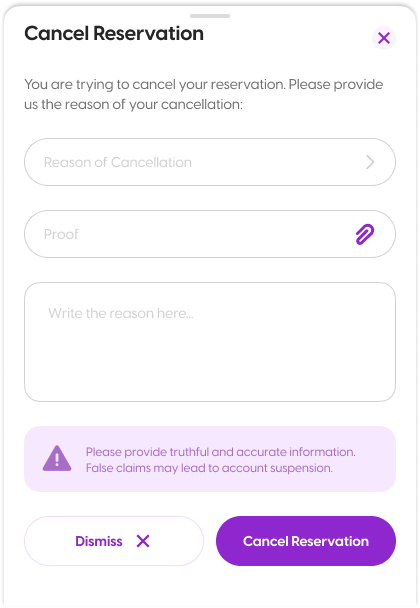 Cancel Reservation
You are trying to cancel your reservation. Please provide
us the reason of your cancellation:
Reason of Cancellation
Proof
Write the reason here...
Please provide truthful and accurate information.
False claims may lead to account suspension.
Dismiss
Cancel Reservation